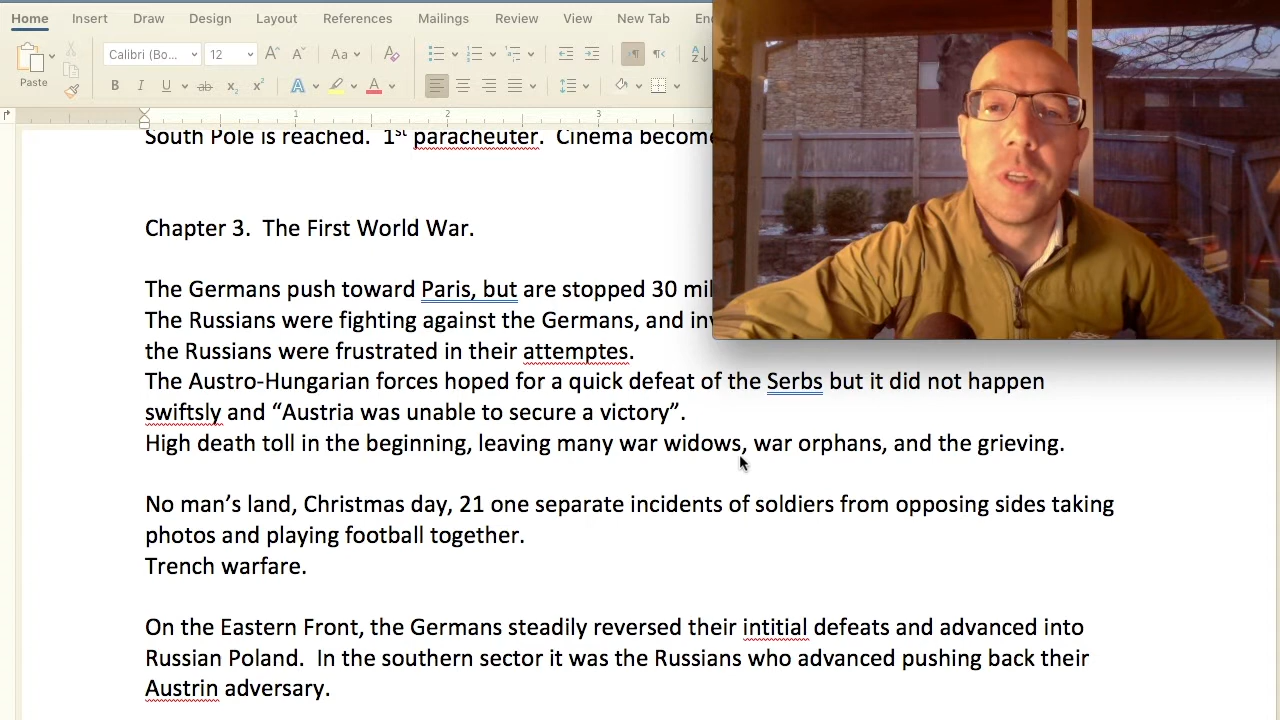 Home Insert Draw Design Layout References Mailings Review View New Tab
Paste Calibri (Bo... 12 Aa
B I U ab x₂ x² A A
1 2 3
South Pole is reached.  1st paracheuter.  Cinema become
Chapter 3.  The First World War.
The Germans push toward Paris, but are stopped 30
The Russians were fighting against the Germans, and
the Russians were frustrated in their attemptes.
The Austro-Hungarian forces hoped for a quick defeat of the Serbs but it did not happen
swiftsly and “Austria was unable to secure a victory”.
High death toll in the beginning, leaving many war widows, war orphans, and the grieving.
No man’s land, Christmas day, 21 one separate incidents of soldiers from opposing sides taking
photos and playing football together.
Trench warfare.
On the Eastern Front, the Germans steadily reversed their intitial defeats and advanced into
Russian Poland.  In the southern sector it was the Russians who advanced pushing back their
Austrin adversary.